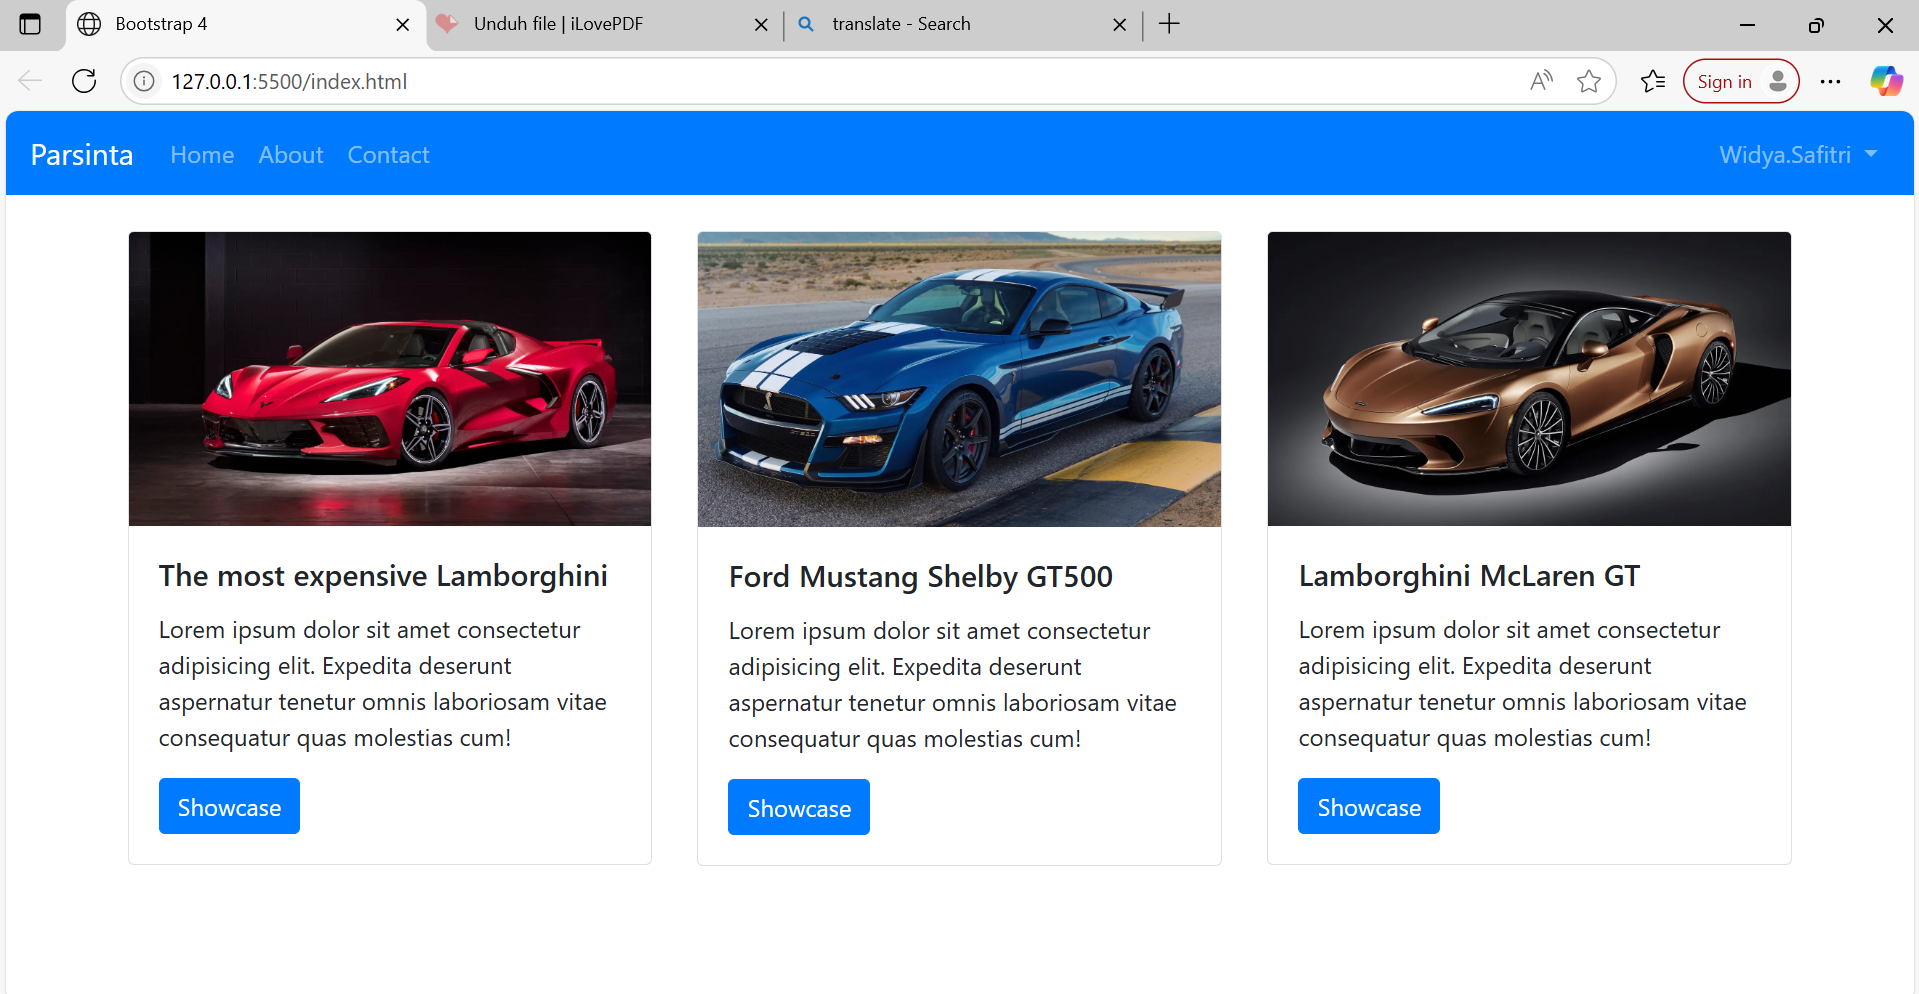 Bootstrap 4
Unduh file | iLovePDF
translate - Search
127.0.0.1:5500/index.html
Sign in
Parsinta Home About Contact Widya.Safitri
The most expensive Lamborghini
Lorem ipsum dolor sit amet consectetur
adipisicing elit. Expedita deserunt
aspernatur tenetur omnis laboriosam vitae
consequatur quas molestias cum!
Showcase
Ford Mustang Shelby GT500
Lorem ipsum dolor sit amet consectetur
adipisicing elit. Expedita deserunt
aspernatur tenetur omnis laboriosam vitae
consequatur quas molestias cum!
Showcase
Lamborghini McLaren GT
Lorem ipsum dolor sit amet consectetur
adipisicing elit. Expedita deserunt
aspernatur tenetur omnis laboriosam vitae
consequatur quas molestias cum!
Showcase